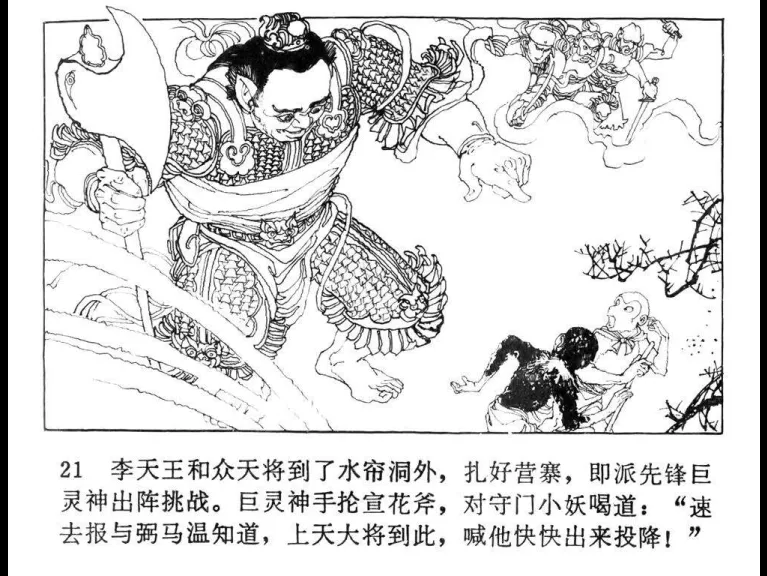 21 李天王和众天将到了水帘洞外，扎好营寨，即派先锋巨
灵神出阵挑战。巨灵神手抡宣花斧，对守门小妖喝道：“速
去报与弼马温知道，上天大将到此，喊他快快出来投降！”